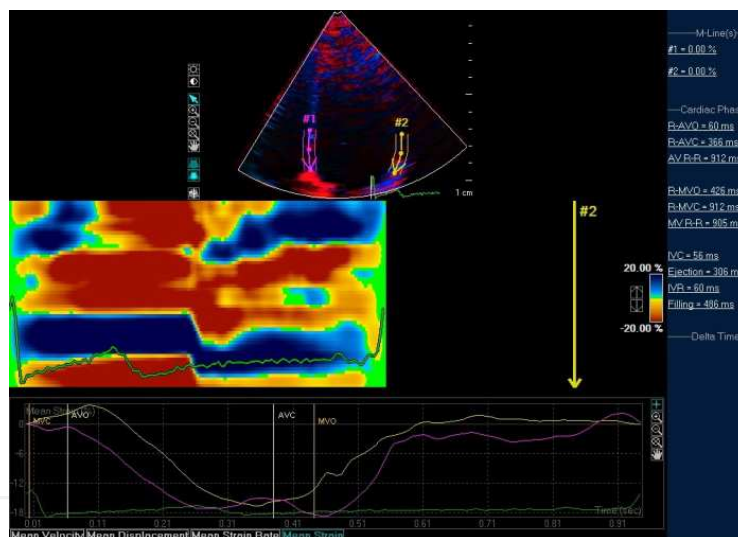 M-Line(s)
#1 = 0.00 %
#2 = 0.00 %
Cardiac Phas
R-AVO = 60 ms
R-AVC = 366 ms
AV R-R = 912 ms
R-MVO = 426 ms
R-MVC = 912 ms
MV R-R = 905 ms
IVC = 56 ms
Ejection = 306 ms
IVR = 60 ms
Filling = 486 ms
Delta Time
#1
#2
1 cm
#2
20.00 %
-20.00 %
Mean Strain(%)
MVC
AVO
AVC
MVO
-6
-12
-18
0.01 0.11 0.21 0.31 0.41 0.51 0.61 0.71 0.81 0.91
Time(sec)
Mean Velocity Mean Displacement Mean Strain Rate Mean Strain